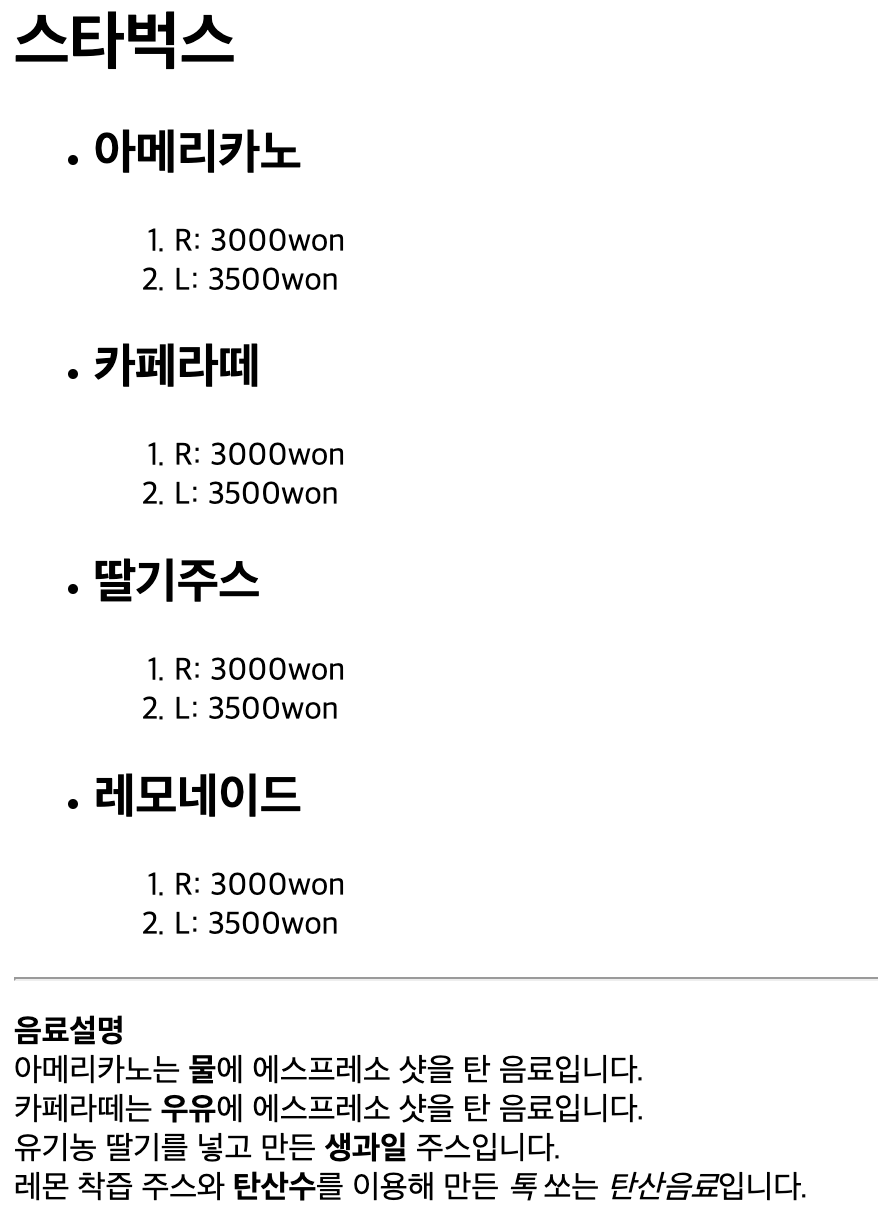 스타벅스
• 아메리카노
1. R: 3000won
2. L: 3500won
• 카페라떼
1. R: 3000won
2. L: 3500won
• 딸기주스
1. R: 3000won
2. L: 3500won
• 레모네이드
1. R: 3000won
2. L: 3500won
음료설명
아메리카노는 물에 에스프레소 샷을 탄 음료입니다.
카페라떼는 우유에 에스프레소 샷을 탄 음료입니다.
유기농 딸기를 넣고 만든 생과일 주스입니다.
레몬 착즙 주스와 탄산수를 이용해 만든 톡 쏘는 탄산음료입니다.